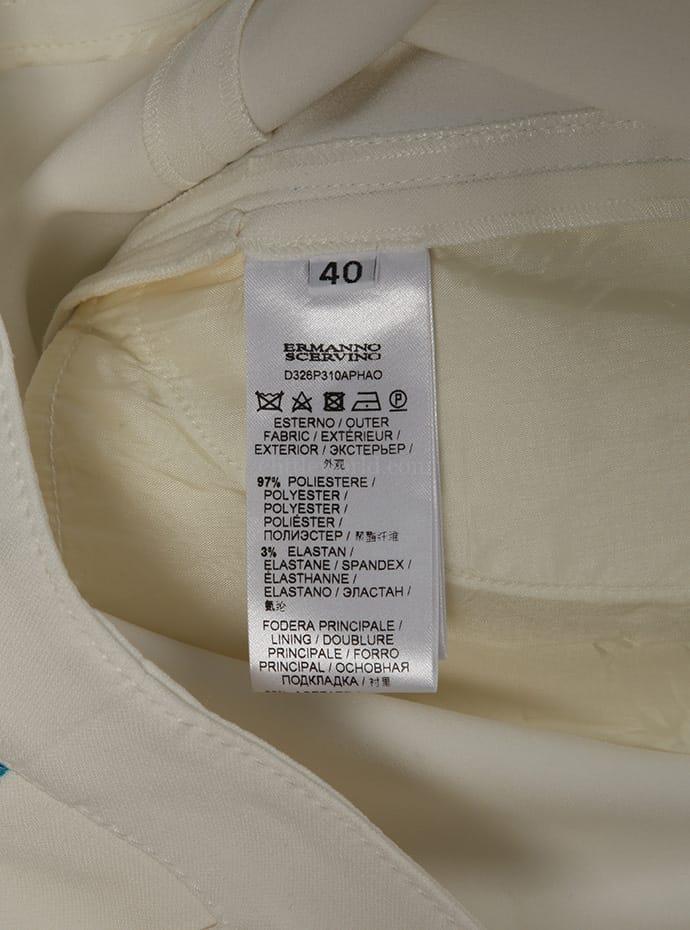 40
ERMANNO
SCERVINO
D326P310APHAO
P
ESTERNO / OUTER
FABRIC / EXTÉRIEUR /
EXTERIOR / ЭКСТЕРЬЕР /
外观
97% POLIESTERE /
POLYESTER /
POLYESTER /
POLIÉSTER /
ПОЛИЭСТЕР / 聚酯纤维
3% ELASTAN /
ELASTANE / SPANDEX /
ÉLASTHANNE /
ELASTANO / ЭЛАСТАН /
氨纶
FODERA PRINCIPALE /
LINING / DOUBLURE
PRINCIPALE / FORRO
PRINCIPAL / ОСНОВНАЯ
ПОДКЛАДКА / 衬里